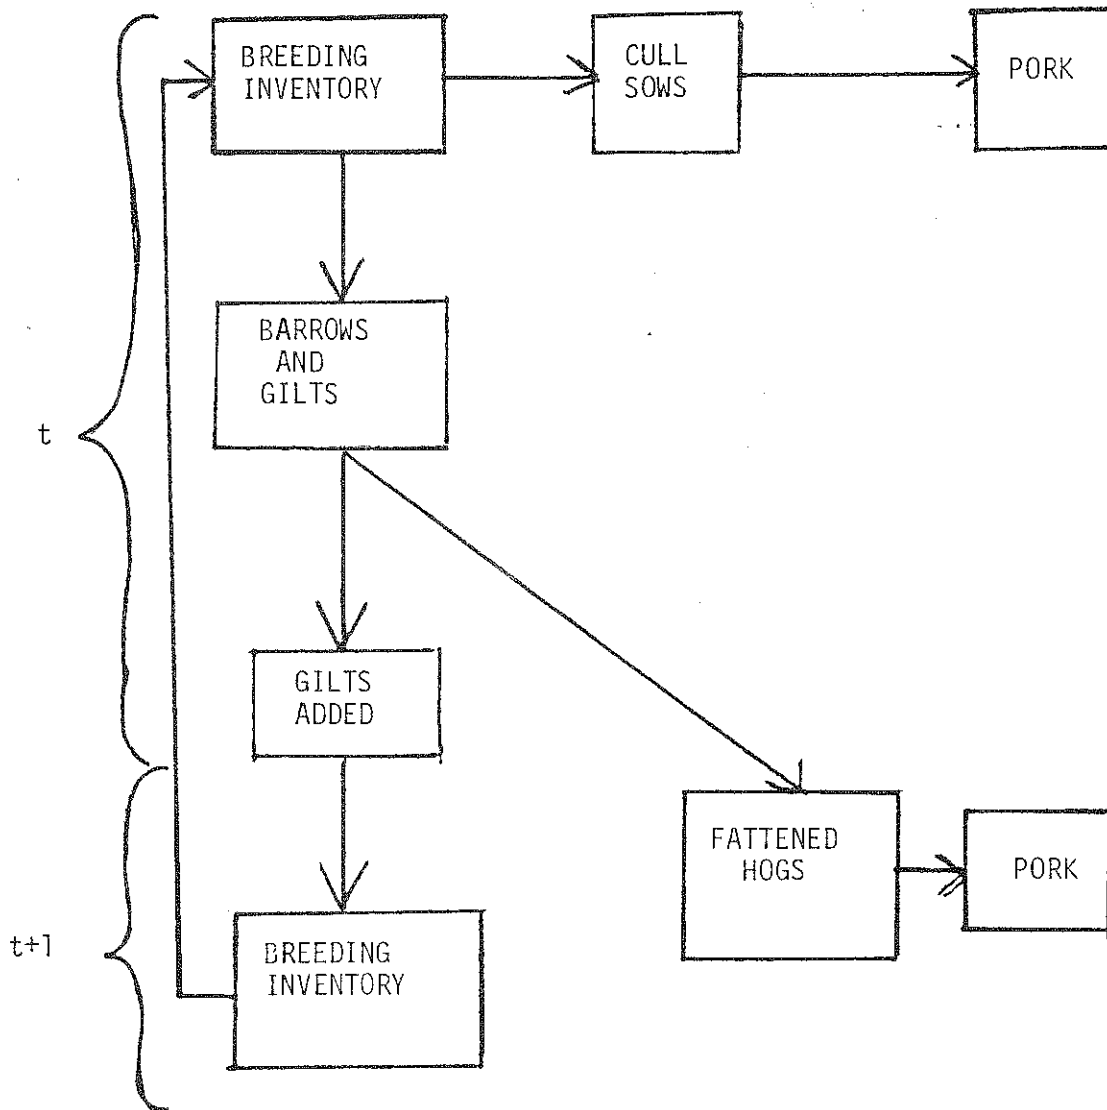 BREEDING
INVENTORY
CULL
SOWS
PORK
BARROWS
AND
GILTS
t
GILTS
ADDED
FATTENED
HOGS
PORK
t+1
BREEDING
INVENTORY